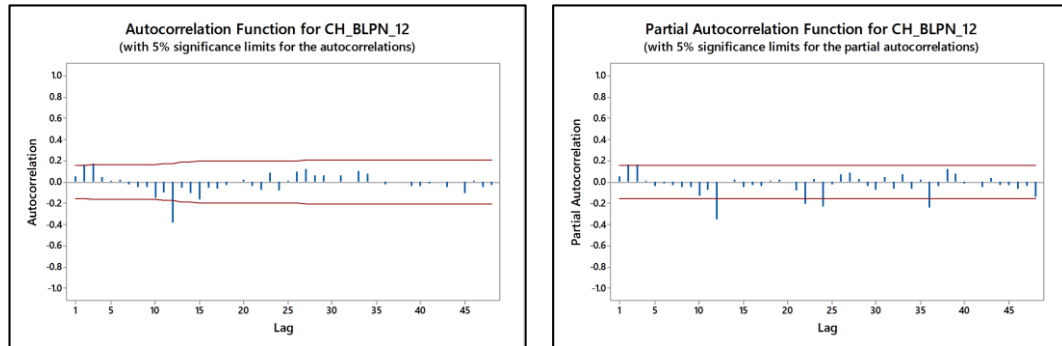 Autocorrelation Function for CH_BLPN_12
(with 5% significance limits for the autocorrelations)
1.0
0.8
0.6
0.4
0.2
0.0
-0.2
-0.4
-0.6
-0.8
-1.0
Autocorrelation
1 5 10 15 20 25 30 35 40 45
Lag
Partial Autocorrelation Function for CH_BLPN_12
(with 5% significance limits for the partial autocorrelations)
1.0
0.8
0.6
0.4
0.2
0.0
-0.2
-0.4
-0.6
-0.8
-1.0
Partial Autocorrelation
1 5 10 15 20 25 30 35 40 45
Lag